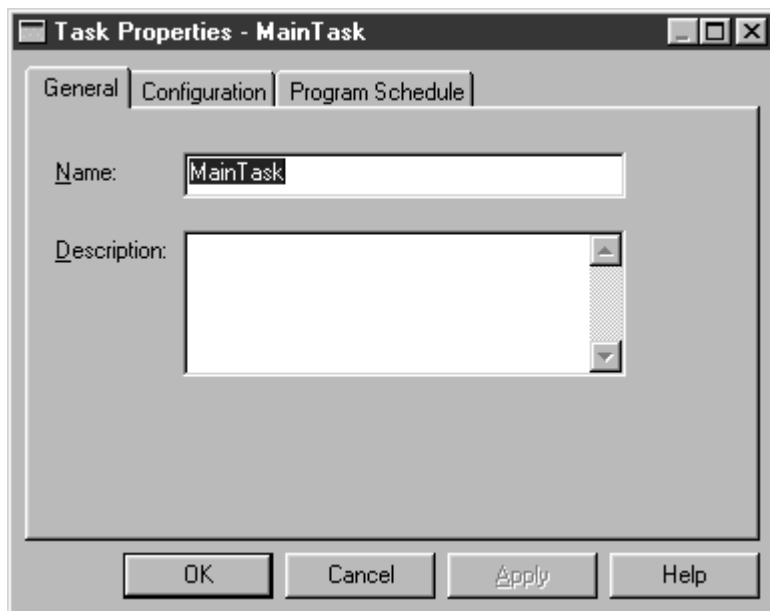 Task Properties - MainTask
General Configuration Program Schedule
Name: MainTask
Description:
OK Cancel Apply Help